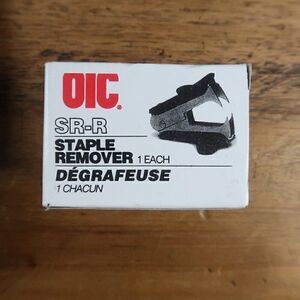 OIC®
SR-R
STAPLE
REMOVER 1 EACH
DÉGRAFEUSE
1 CHACUN